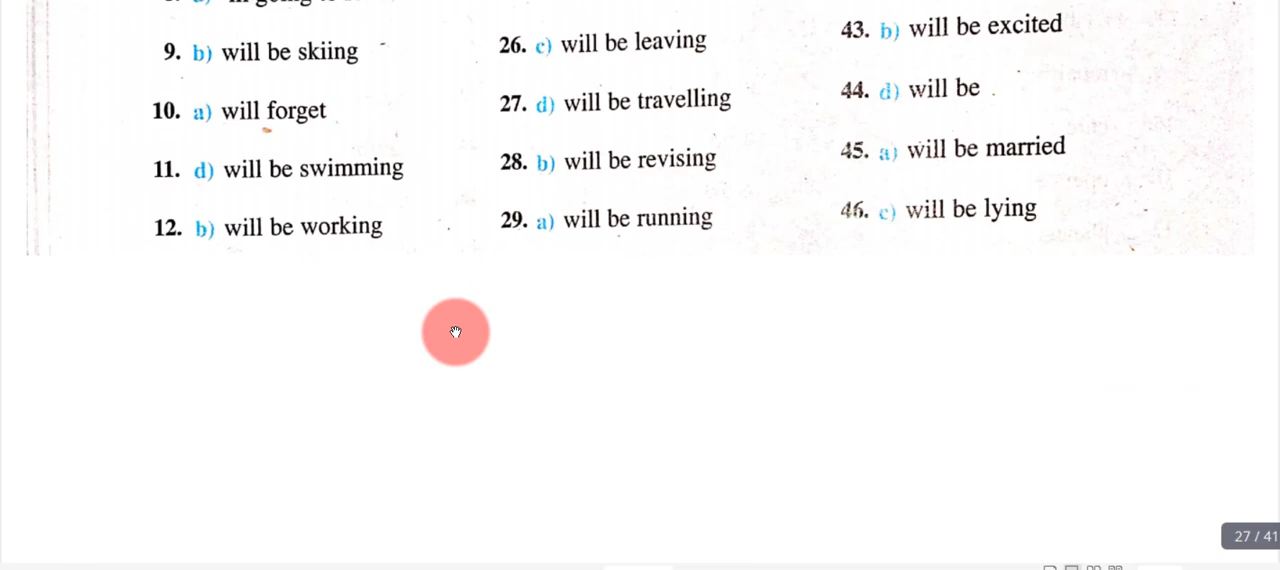 9. b) will be skiing
10. a) will forget
11. d) will be swimming
12. b) will be working
26. c) will be leaving
27. d) will be travelling
28. b) will be revising
29. a) will be running
43. b) will be excited
44. d) will be
45. a) will be married
46. c) will be lying
27 / 41